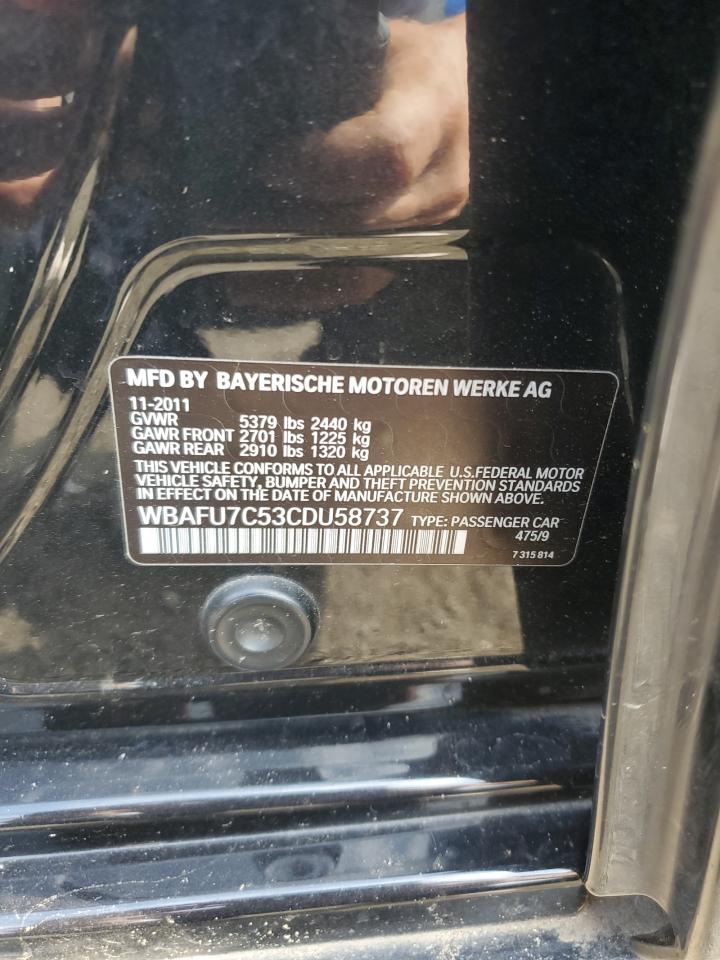 MFD BY BAYERISCHE MOTOREN WERKE AG
11-2011
GVWR 5379 lbs 2440 kg
GAWR FRONT 2701 lbs 1225 kg
GAWR REAR 2910 lbs 1320 kg
THIS VEHICLE CONFORMS TO ALL APPLICABLE U.S.FEDERAL MOTOR
VEHICLE SAFETY, BUMPER AND THEFT PREVENTION STANDARDS
IN EFFECT ON THE DATE OF MANUFACTURE SHOWN ABOVE.
WBAFU7C53CDU58737 TYPE: PASSENGER CAR
475/9
7 315 814